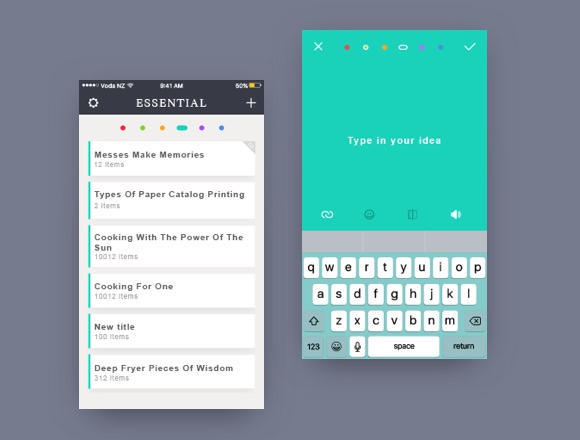 Voda NZ 9:41 AM 50%
ESSENTIAL
Messes Make Memories
12 Items
Types Of Paper Catalog Printing
2 Items
Cooking With The Power Of The
Sun
10012 Items
Cooking For One
10012 Items
New title
100 Items
Deep Fryer Pieces Of Wisdom
312 Items
Type in your idea
q w e r t y u i o p
a s d f g h j k l
z x c v b n m
123 space return